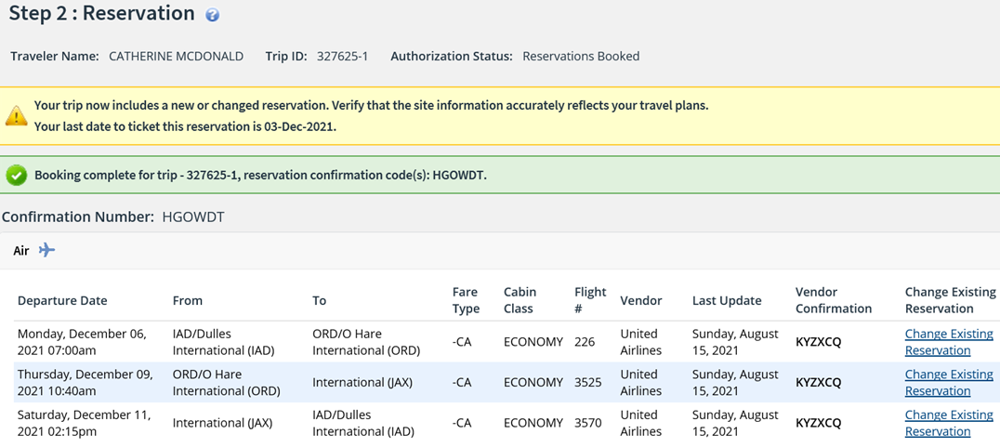 Step 2 : Reservation ?
Traveler Name: CATHERINE MCDONALD Trip ID: 327625-1 Authorization Status: Reservations Booked
Your trip now includes a new or changed reservation. Verify that the site information accurately reflects your travel plans.
Your last date to ticket this reservation is 03-Dec-2021.
Booking complete for trip - 327625-1, reservation confirmation code(s): HGOWDT.
Confirmation Number: HGOWDT
Air
Departure Date From To Fare Type Cabin Class Flight # Vendor Last Update Vendor Confirmation Change Existing Reservation
Monday, December 06, 2021 07:00am IAD/Dulles International (IAD) ORD/O Hare International (ORD) -CA ECONOMY 226 United Airlines Sunday, August 15, 2021 KYZXCQ Change Existing Reservation
Thursday, December 09, 2021 10:40am ORD/O Hare International (ORD) International (JAX) -CA ECONOMY 3525 United Airlines Sunday, August 15, 2021 KYZXCQ Change Existing Reservation
Saturday, December 11, 2021 02:15pm International (JAX) IAD/Dulles International (IAD) -CA ECONOMY 3570 United Airlines Sunday, August 15, 2021 KYZXCQ Change Existing Reservation